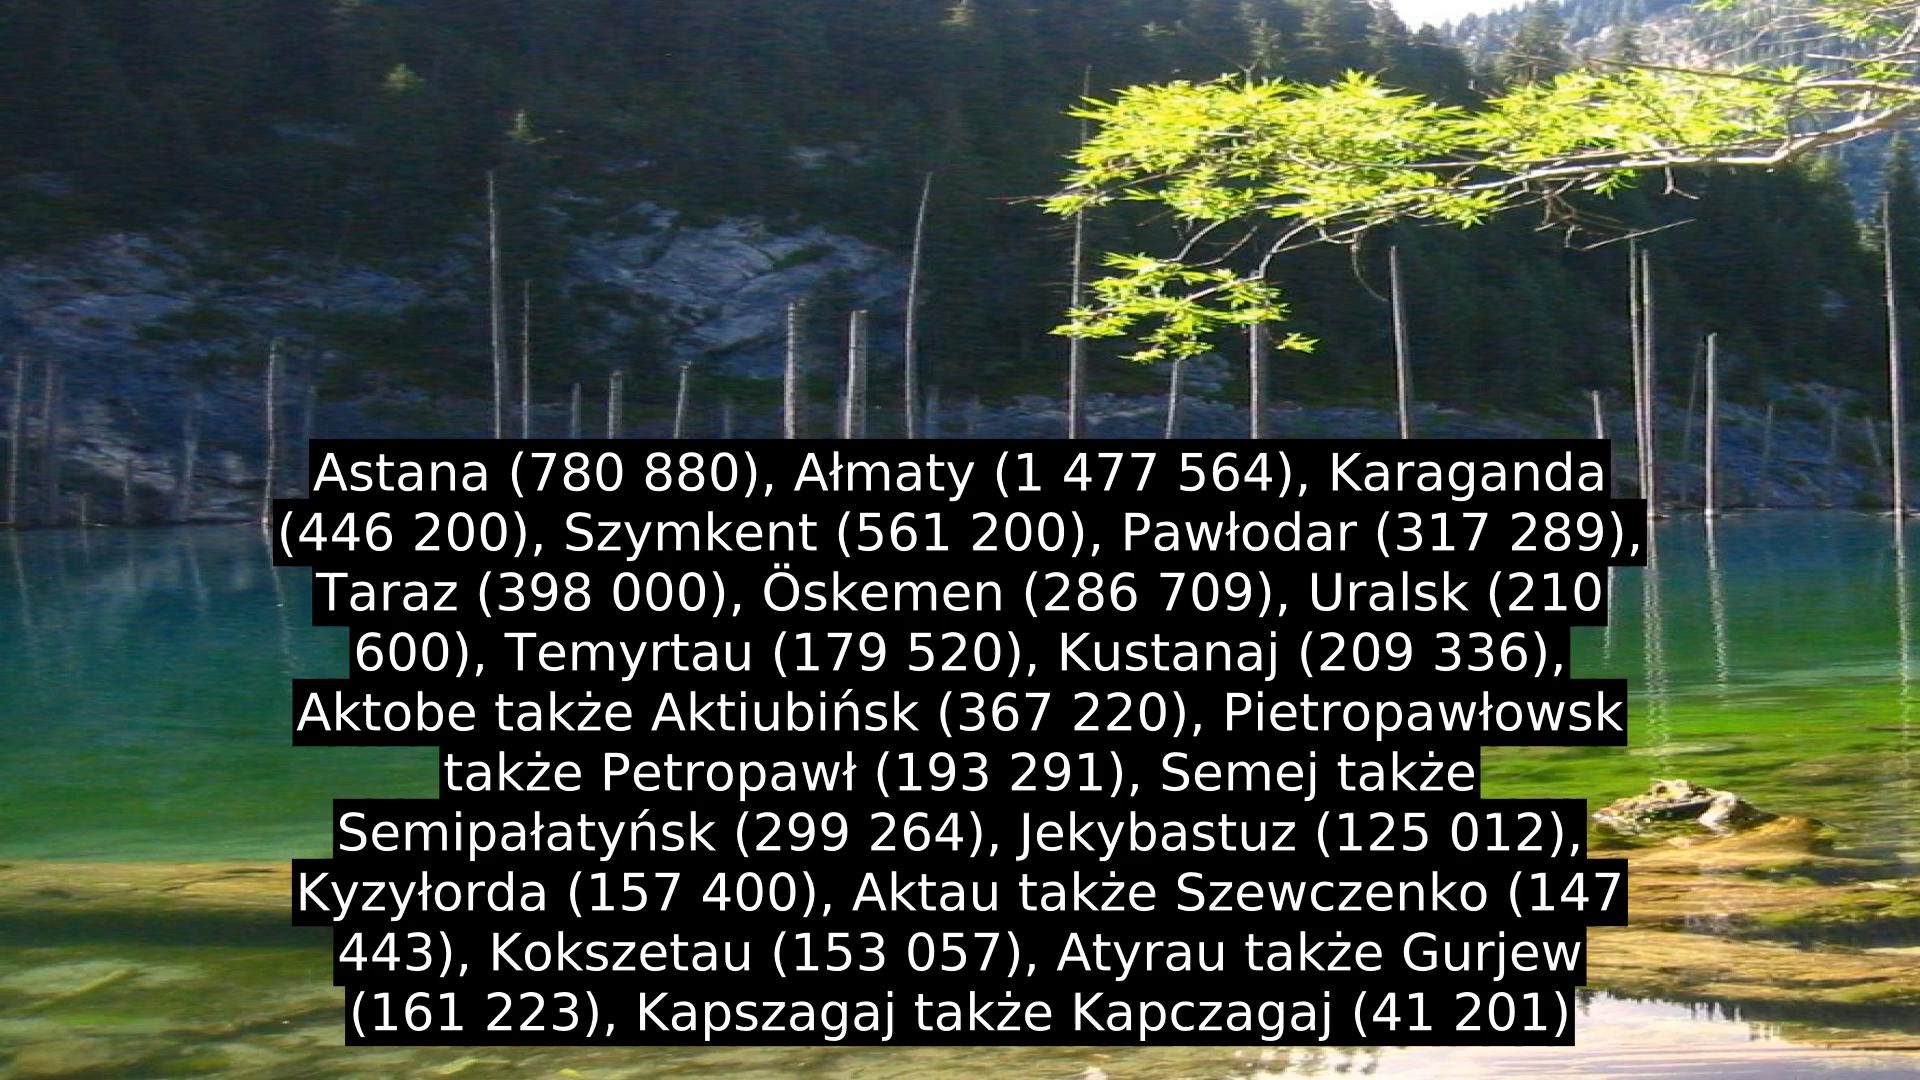 Astana (780 880), Ałmaty (1 477 564), Karaganda
(446 200), Szymkent (561 200), Pawłodar (317 289),
Taraz (398 000), Öskemen (286 709), Uralsk (210
600), Temyrtau (179 520), Kustanaj (209 336),
Aktobe także Aktiubińsk (367 220), Pietropawłowsk
także Petropawł (193 291), Semej także
Semipałatyńsk (299 264), Jekybastuz (125 012),
Kyzyłorda (157 400), Aktau także Szewczenko (147
443), Kokszetau (153 057), Atyrau także Gurjew
(161 223), Kapszagaj także Kapczagaj (41 201)